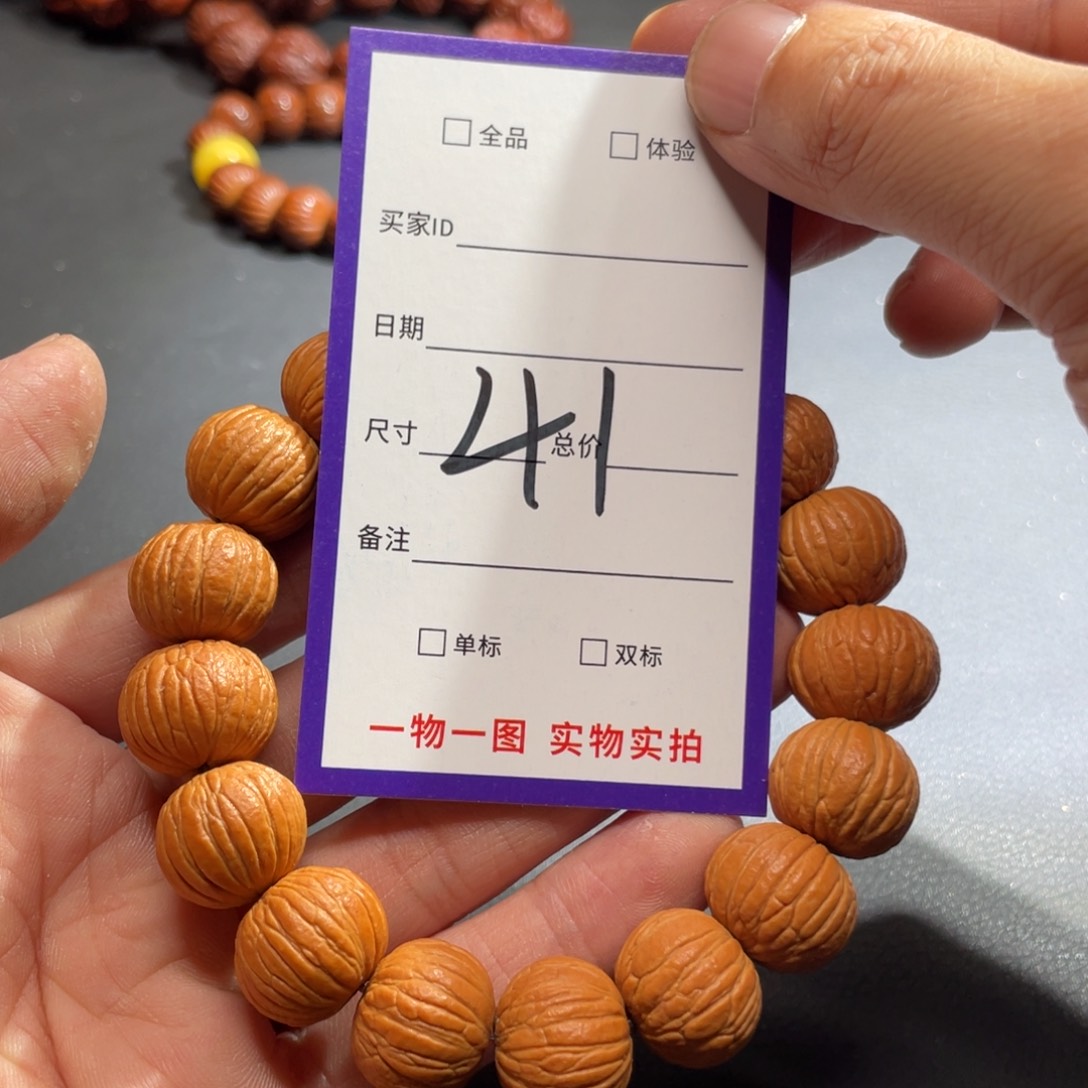 □全品 □体验
买家ID
日期
尺寸 总价
41
备注
□单标 □双标
一物一图 实物实拍